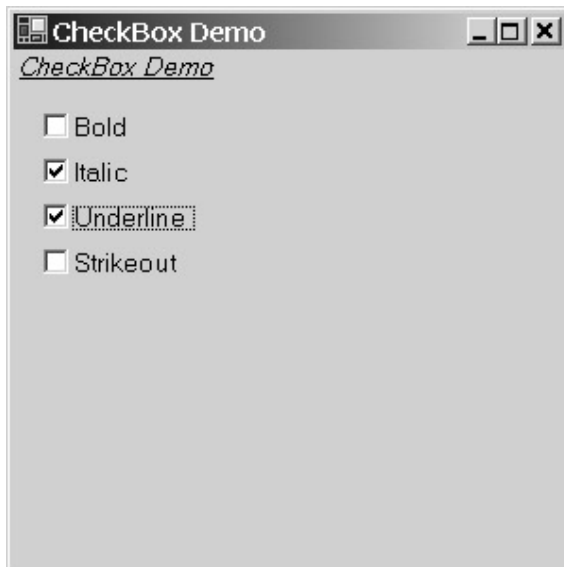 CheckBox Demo
CheckBox Demo
Bold
Italic
Underline
Strikeout